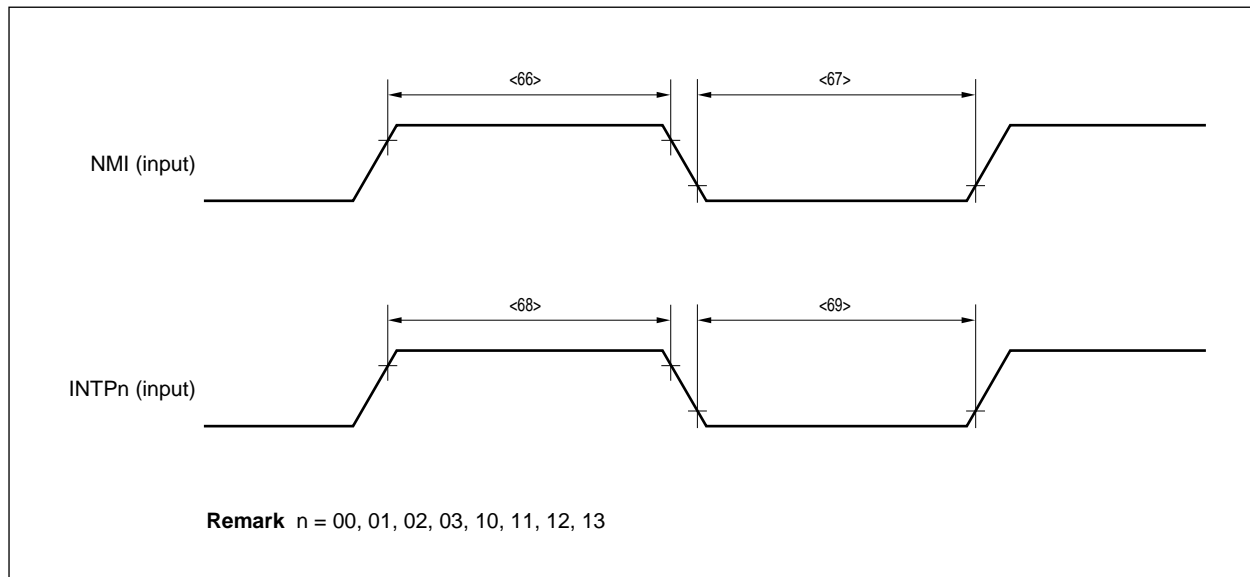 <66> <67>
NMI (input)
<68> <69>
INTPn (input)
Remark n = 00, 01, 02, 03, 10, 11, 12, 13